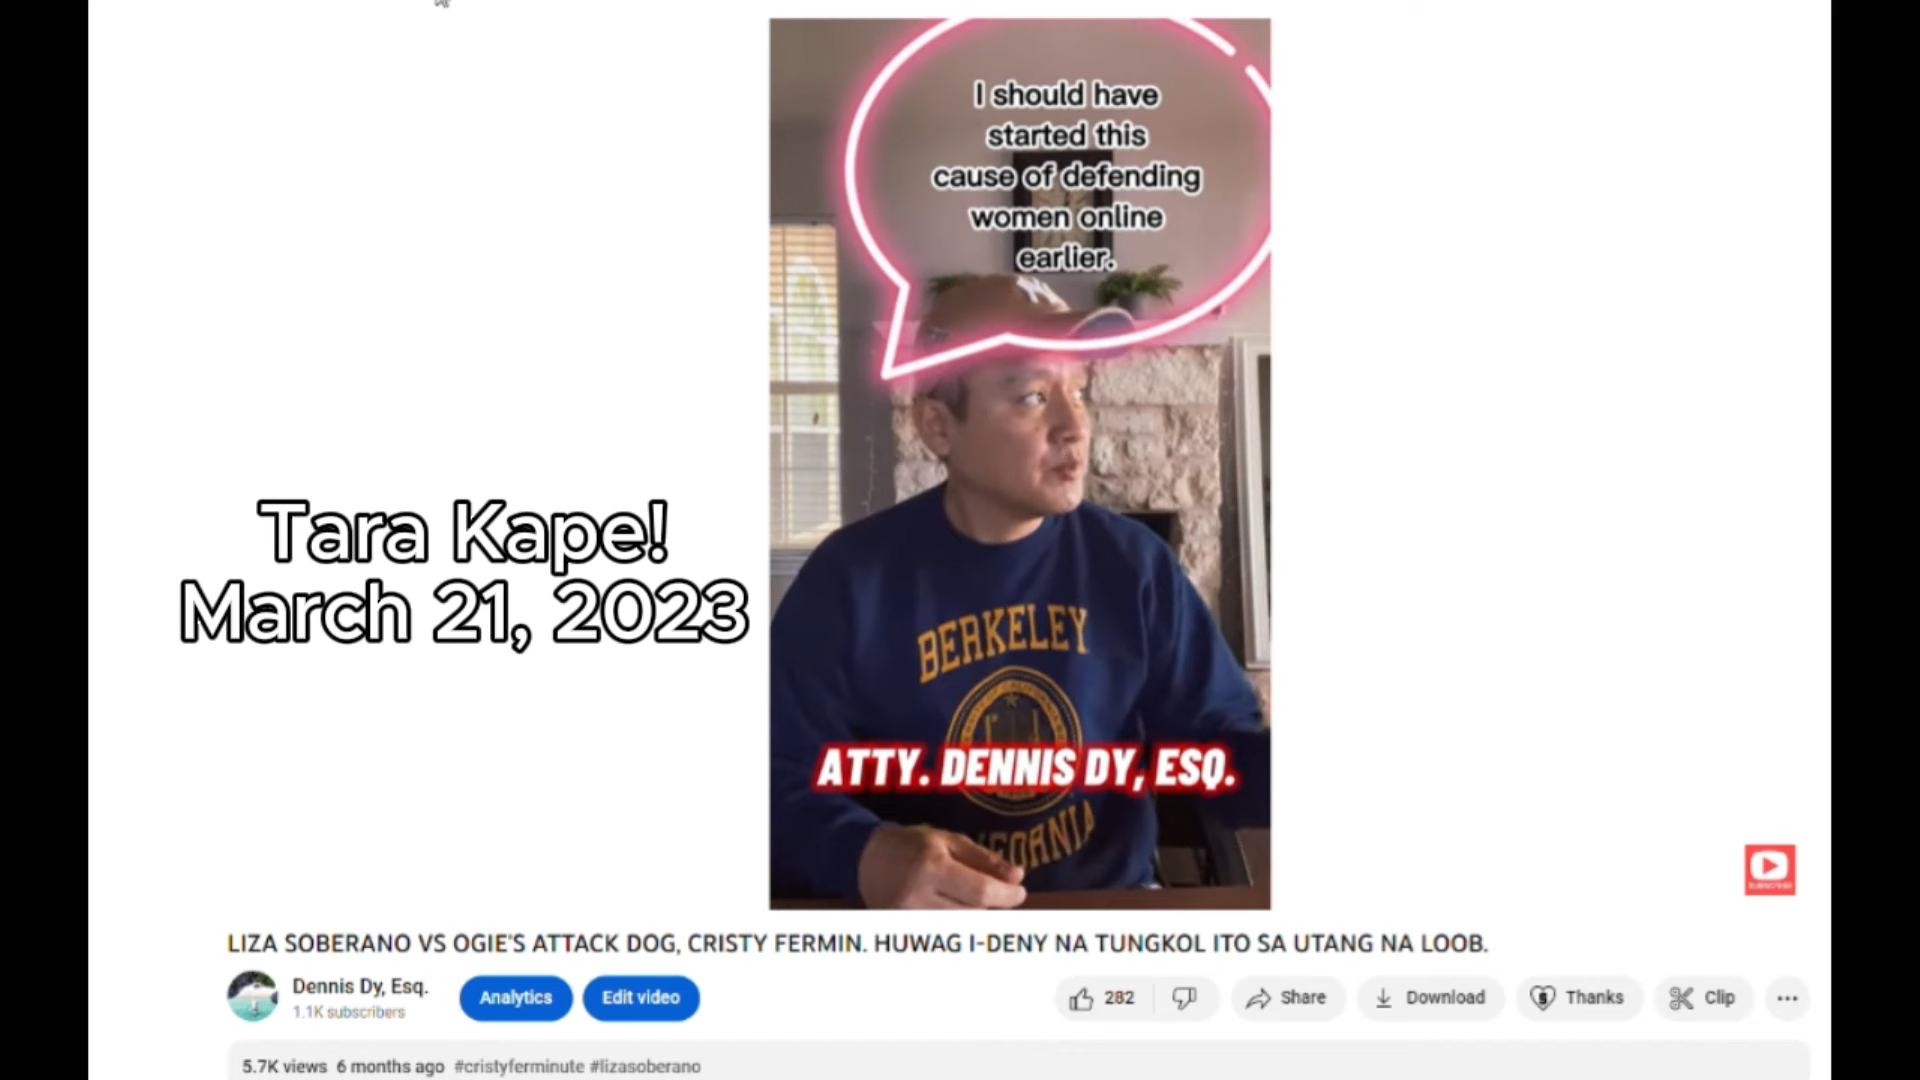 I should have
started this
cause of defending
women online
earlier.
Tara Kape!
March 21, 2023
BERKELEY
ATTY. DENNIS DY, ESQ.
SUBSCRIBE
LIZA SOBERANO VS OGIE'S ATTACK DOG, CRISTY FERMIN. HUWAG I-DENY NA TUNGKOL ITO SA UTANG NA LOOB.
Dennis Dy, Esq.
1.1K subscribers
Analytics
Edit video
282
Share
Download
Thanks
Clip
5.7K views 6 months ago #cristyferminute #lizasoberano